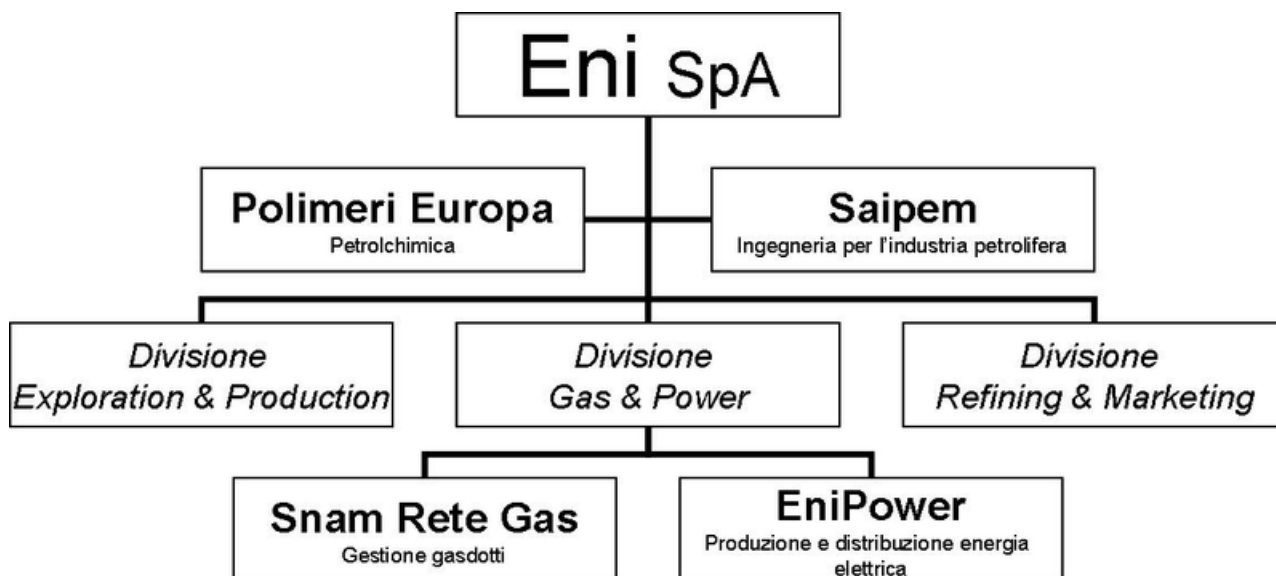 Eni SpA
Polimeri Europa
Petrolchimica
Saipem
Ingegneria per l'industria petrolifera
Divisione
Exploration & Production
Divisione
Gas & Power
Divisione
Refining & Marketing
Snam Rete Gas
Gestione gasdotti
EniPower
Produzione e distribuzione energia
elettrica